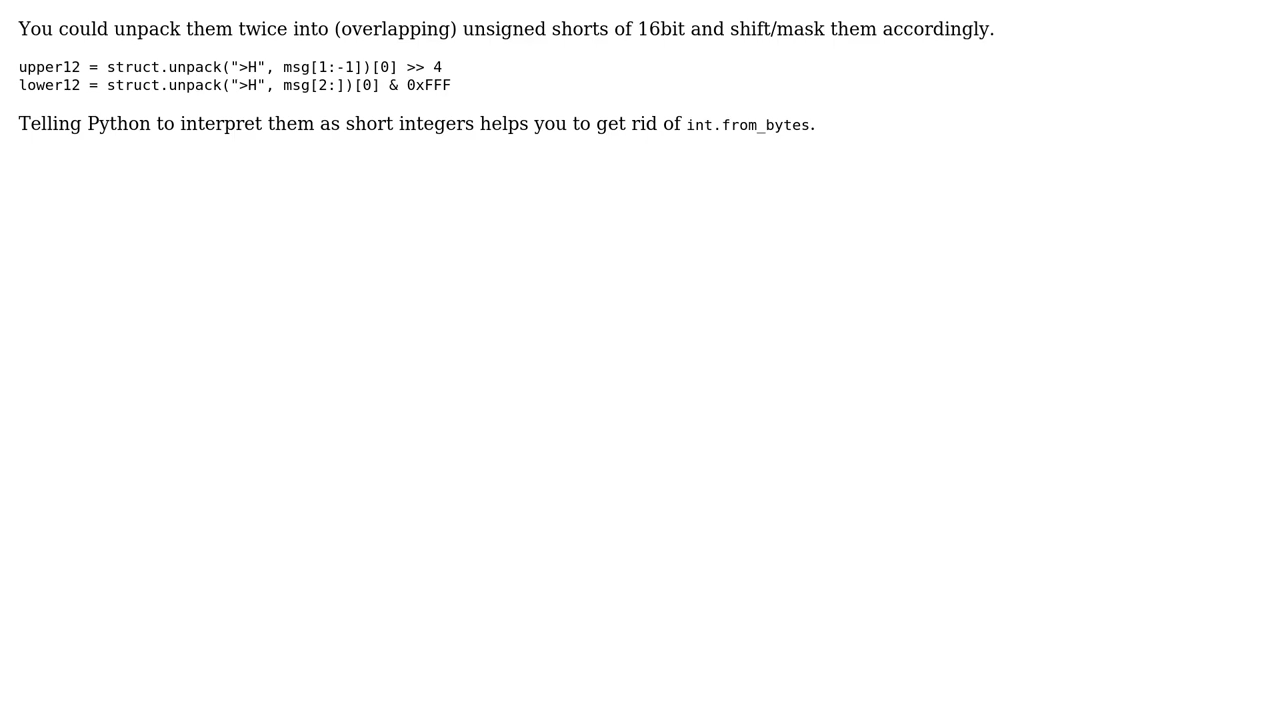 You could unpack them twice into (overlapping) unsigned shorts of 16bit and shift/mask them accordingly.
upper12 = struct.unpack(">H", msg[1:-1])[0] >> 4
lower12 = struct.unpack(">H", msg[2:])[0] & 0xFFF
Telling Python to interpret them as short integers helps you to get rid of int.from_bytes.